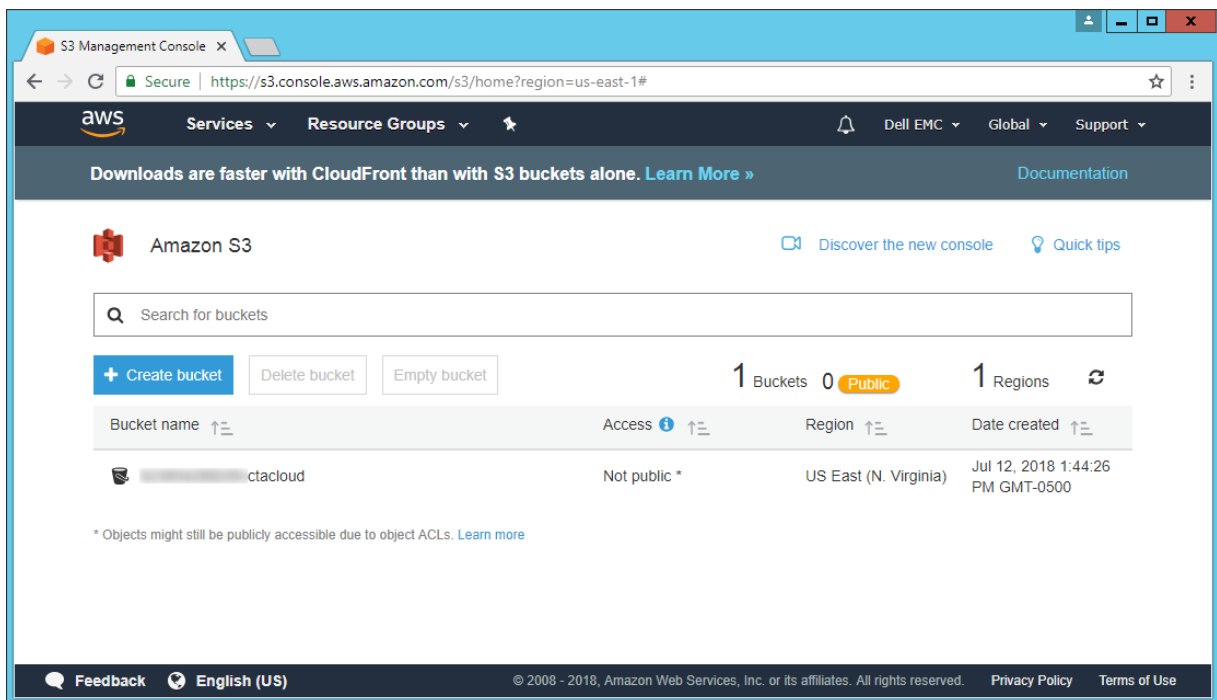 S3 Management Console
Secure | https://s3.console.aws.amazon.com/s3/home?region=us-east-1#
aws Services Resource Groups Dell EMC Global Support
Downloads are faster with CloudFront than with S3 buckets alone. Learn More » Documentation
Amazon S3 Discover the new console Quick tips
Search for buckets
+ Create bucket Delete bucket Empty bucket 1 Buckets 0 Public 1 Regions
Bucket name Access Region Date created
ctacloud Not public * US East (N. Virginia) Jul 12, 2018 1:44:26
PM GMT-0500
* Objects might still be publicly accessible due to object ACLs. Learn more
Feedback English (US) © 2008 - 2018, Amazon Web Services, Inc. or its affiliates. All rights reserved. Privacy Policy Terms of Use